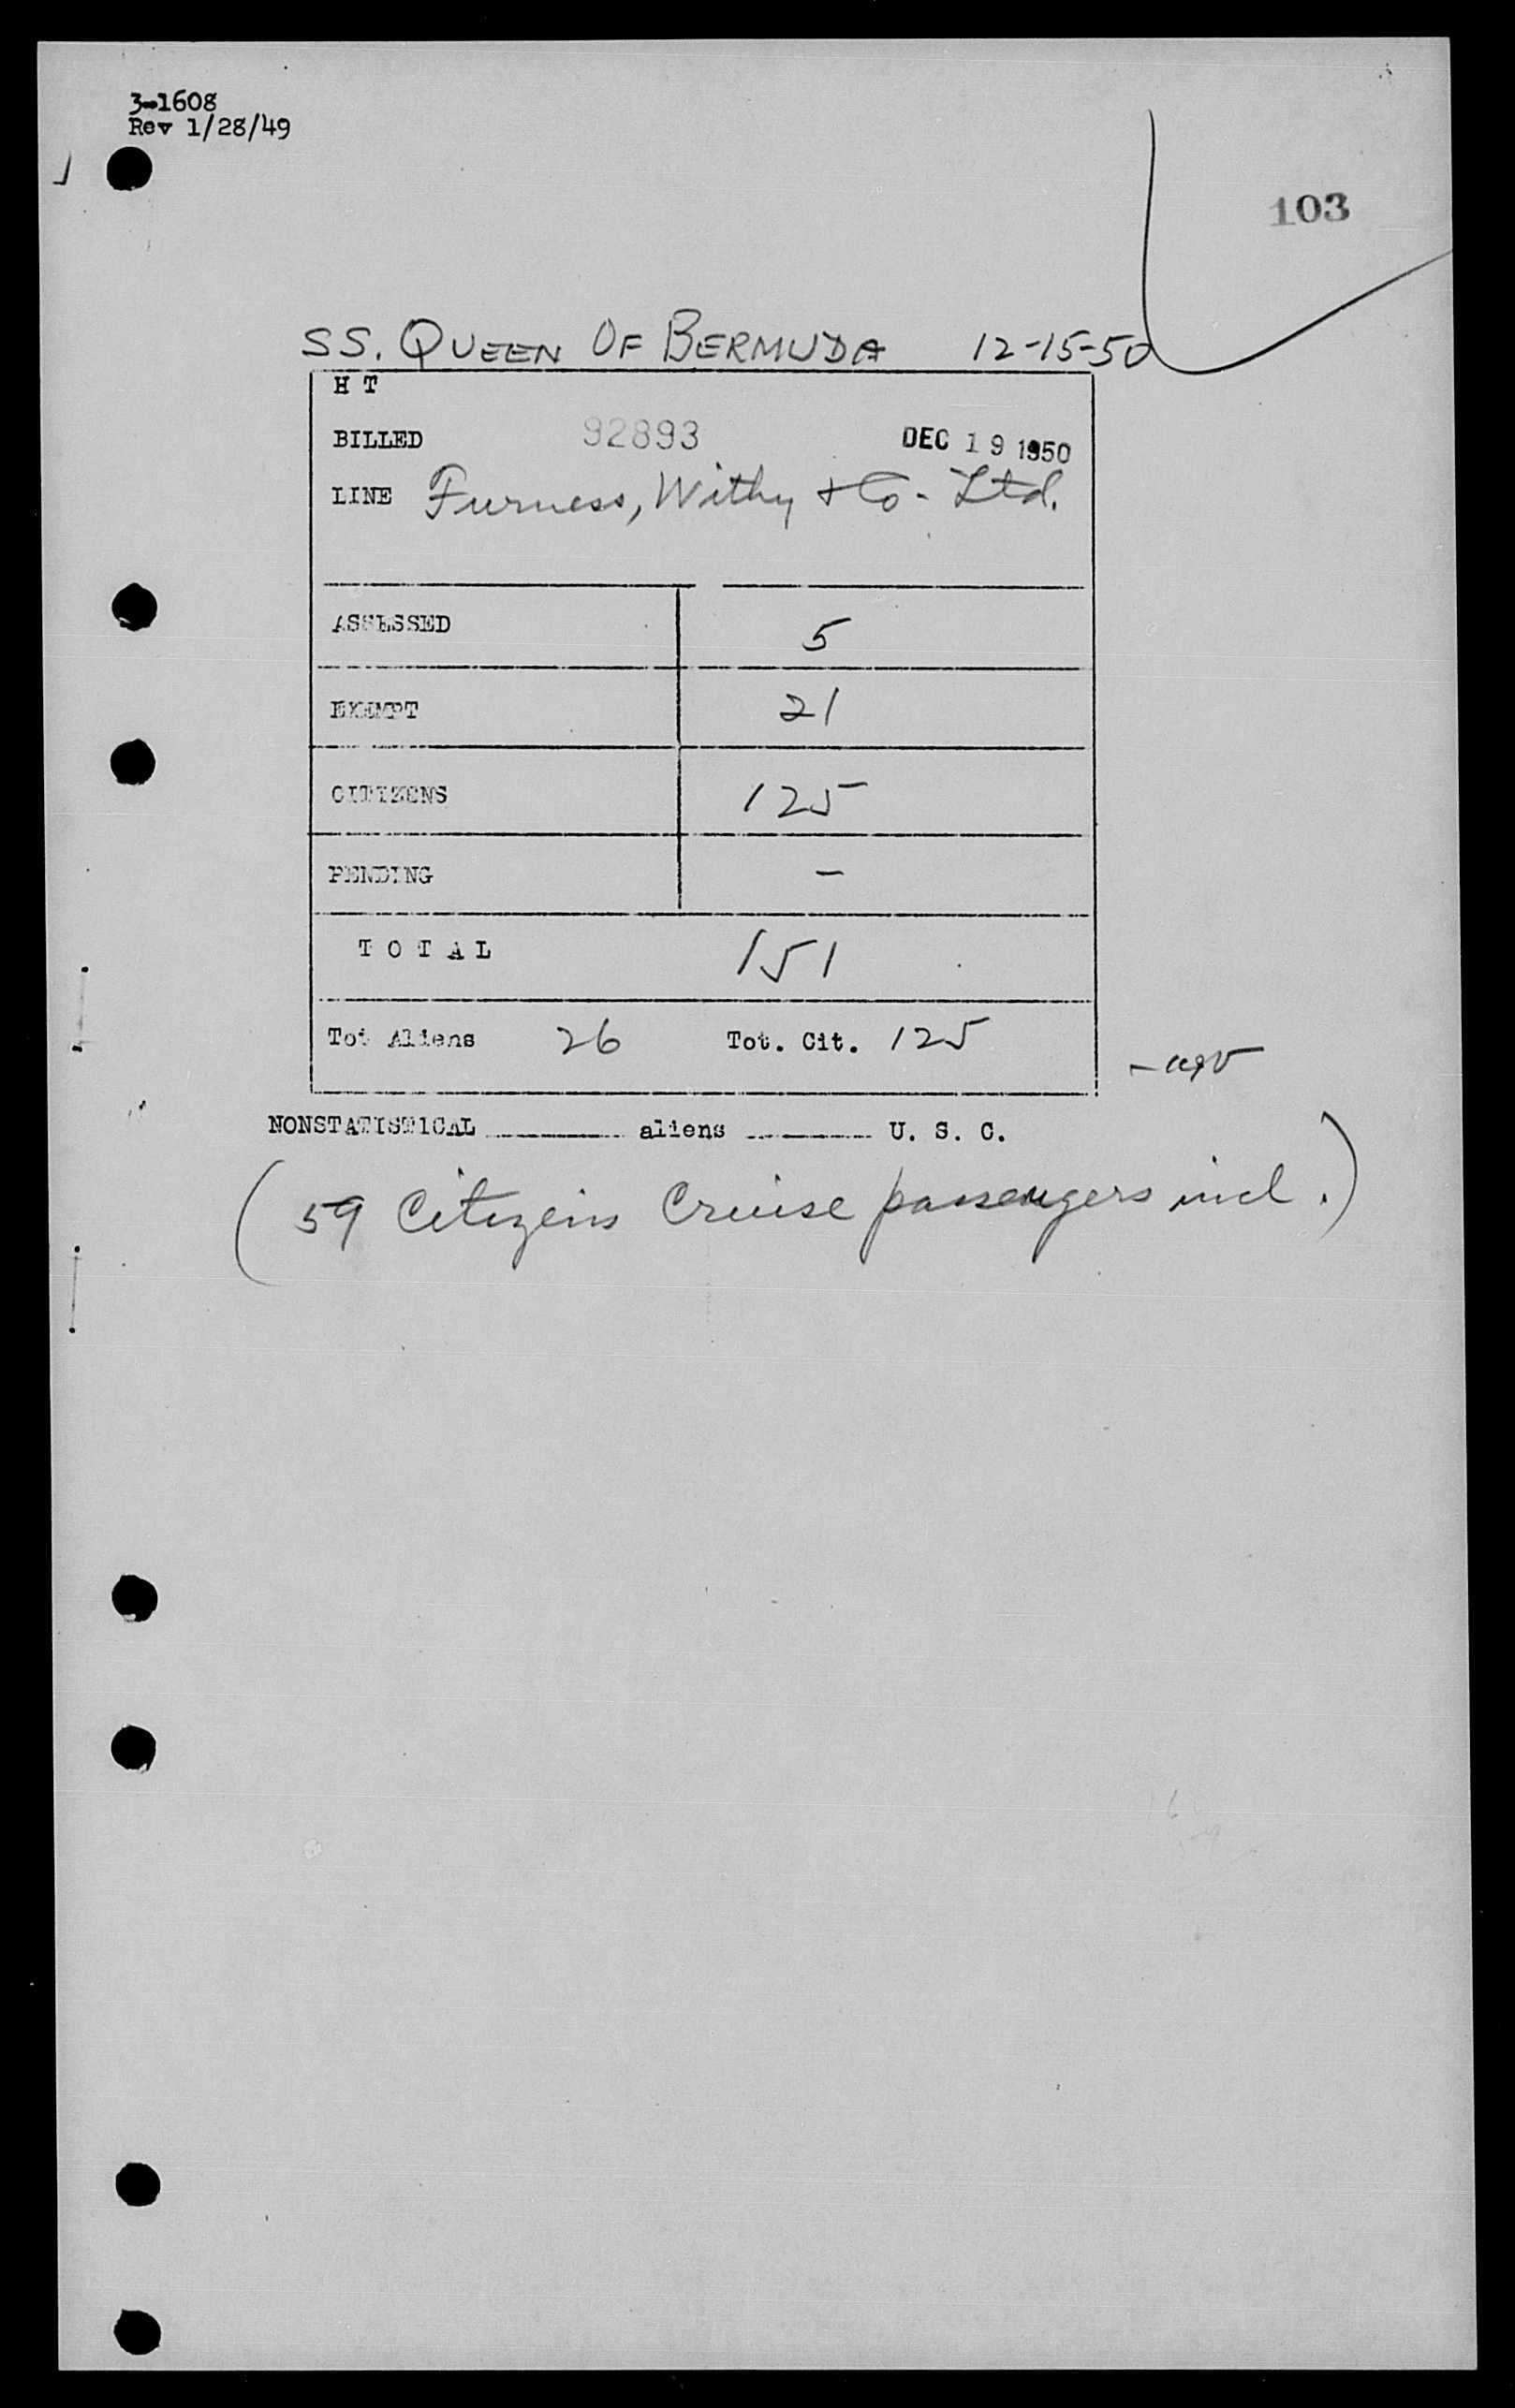 3-1608
Rev 1/28/49
103
SS. QUEEN OF BERMUDA 12-15-50
H T
BILLED 92893 DEC 19 1950
LINE Furness, Withy + Co. Ltd.
ASSESSED 5
EXEMPT 21
CITIZENS 125
PENDING -
T O T A L 151
Tot Aliens 26 Tot. Cit. 125
NONSTATISTICAL ________ aliens ________ U. S. C.
(59 Citizens Cruise passengers incl.)